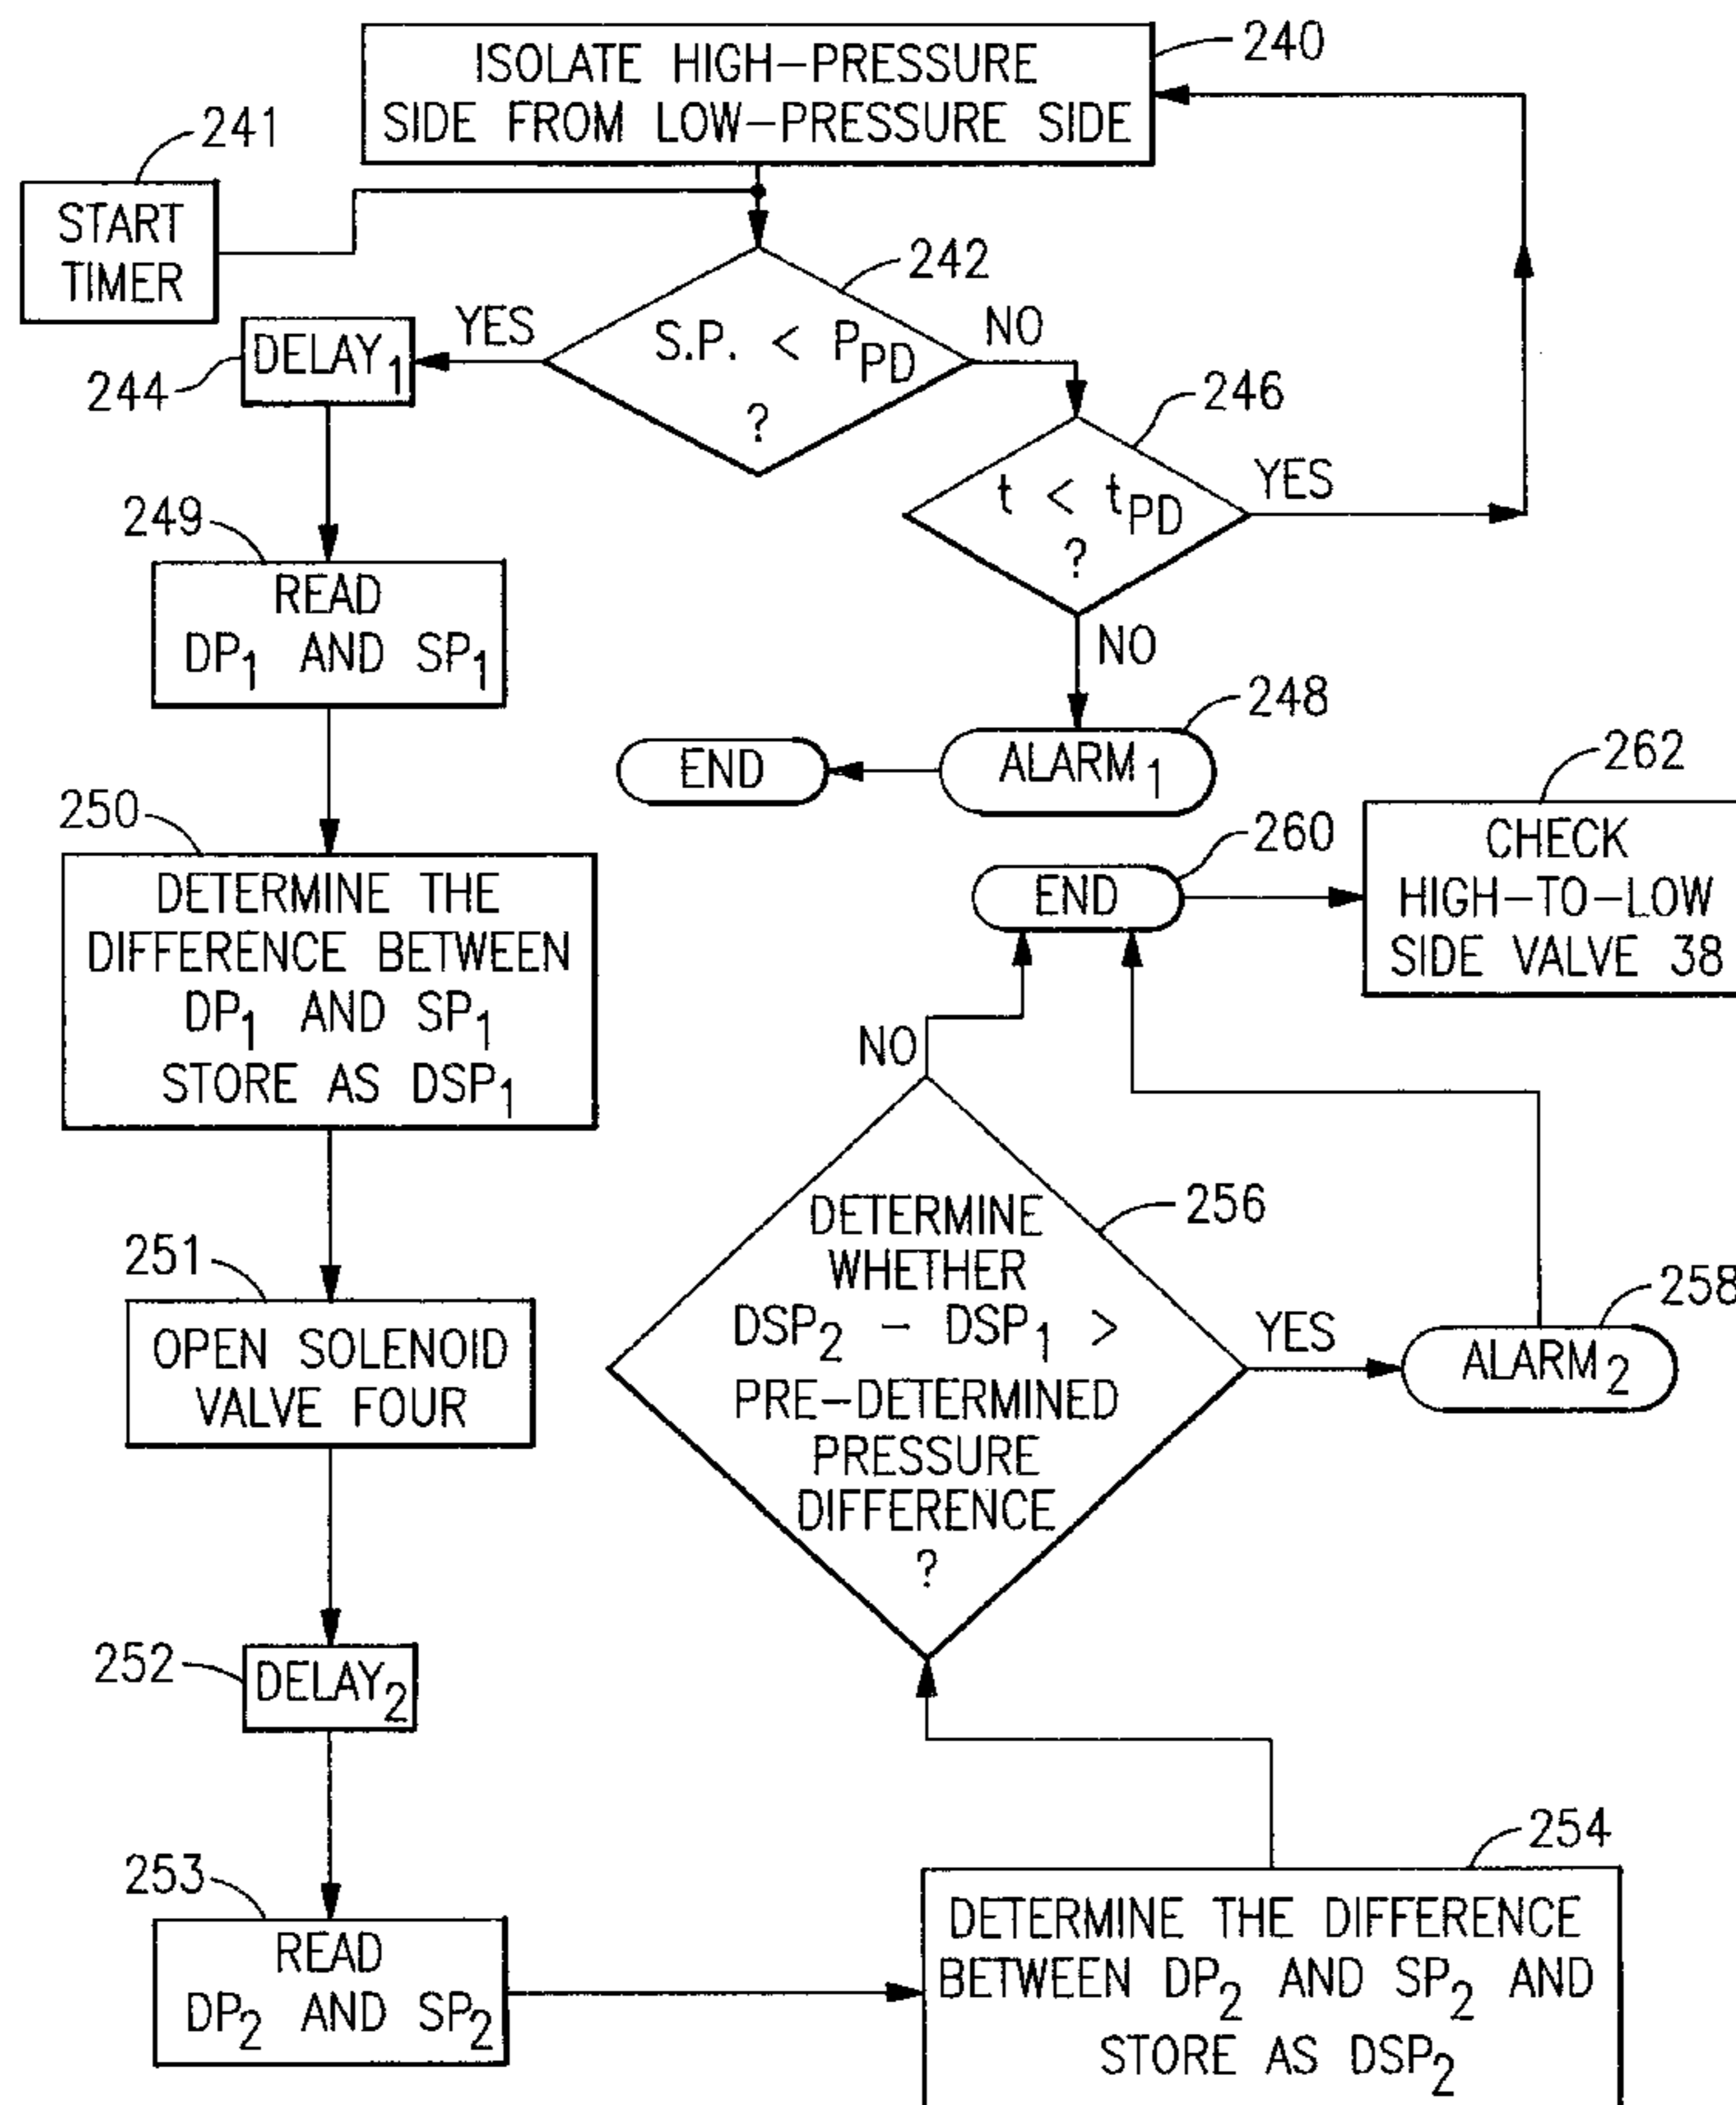 240
ISOLATE HIGH-PRESSURE
SIDE FROM LOW-PRESSURE SIDE
241
START
TIMER
242
S.P. < P_PD
?
YES
NO
DELAY₁
244
246
t < t_PD
?
YES
NO
249
READ
DP₁ AND SP₁
248
ALARM₁
END
250
DETERMINE THE
DIFFERENCE BETWEEN
DP₁ AND SP₁
STORE AS DSP₁
260
END
262
CHECK
HIGH-TO-LOW
SIDE VALVE 38
NO
251
OPEN SOLENOID
VALVE FOUR
256
DETERMINE
WHETHER
DSP₂ - DSP₁ >
PRE-DETERMINED
PRESSURE
DIFFERENCE
?
YES
258
ALARM₂
252
DELAY₂
253
READ
DP₂ AND SP₂
254
DETERMINE THE DIFFERENCE
BETWEEN DP₂ AND SP₂ AND
STORE AS DSP₂